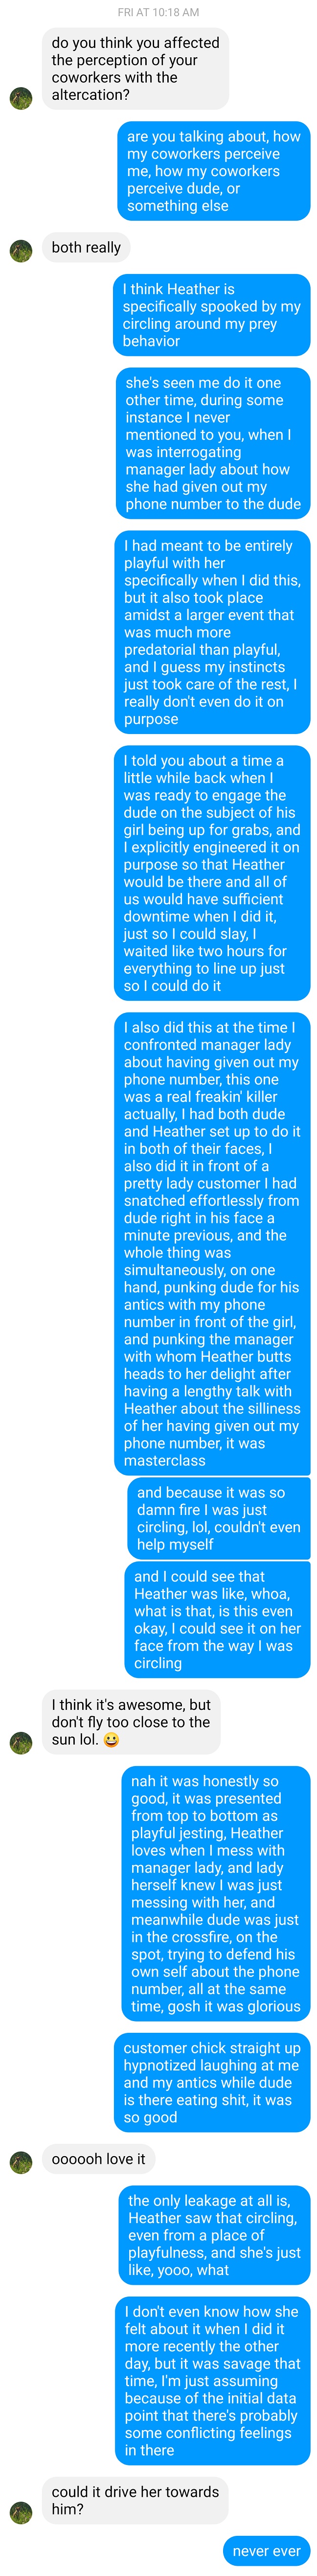 FRI AT 10:18 AM
do you think you affected
the perception of your
coworkers with the
altercation?
are you talking about, how
my coworkers perceive
me, how my coworkers
perceive dude, or
something else
both really
I think Heather is
specifically spooked by my
circling around my prey
behavior
she's seen me do it one
other time, during some
instance I never
mentioned to you, when I
was interrogating
manager lady about how
she had given out my
phone number to the dude
I had meant to be entirely
playful with her
specifically when I did this,
but it also took place
amidst a larger event that
was much more
predatorial than playful,
and I guess my instincts
just took care of the rest, I
really don't even do it on
purpose
I told you about a time a
little while back when I
was ready to engage the
dude on the subject of his
girl being up for grabs, and
I explicitly engineered it on
purpose so that Heather
would be there and all of
us would have sufficient
downtime when I did it,
just so I could slay, I
waited like two hours for
everything to line up just
so I could do it
I also did this at the time I
confronted manager lady
about having given out my
phone number, this one
was a real freakin' killer
actually, I had both dude
and Heather set up to do it
in both of their faces, I
also did it in front of a
pretty lady customer I had
snatched effortlessly from
dude right in his face a
minute previous, and the
whole thing was
simultaneously, on one
hand, punking dude for his
antics with my phone
number in front of the girl,
and punking the manager
with whom Heather butts
heads to her delight after
having a lengthy talk with
Heather about the silliness
of her having given out my
phone number, it was
masterclass
and because it was so
damn fire I was just
circling, lol, couldn't even
help myself
and I could see that
Heather was like, whoa,
what is that, is this even
okay, I could see it on her
face from the way I was
circling
I think it's awesome, but
don't fly too close to the
sun lol. 😀
nah it was honestly so
good, it was presented
from top to bottom as
playful jesting, Heather
loves when I mess with
manager lady, and lady
herself knew I was just
messing with her, and
meanwhile dude was just
in the crossfire, on the
spot, trying to defend his
own self about the phone
number, all at the same
time, gosh it was glorious
customer chick straight up
hypnotized laughing at me
and my antics while dude
is there eating shit, it was
so good
oooooh love it
the only leakage at all is,
Heather saw that circling,
even from a place of
playfulness, and she's just
like, yooo, what
I don't even know how she
felt about it when I did it
more recently the other
day, but it was savage that
time, I'm just assuming
because of the initial data
point that there's probably
some conflicting feelings
in there
could it drive her towards
him?
never ever